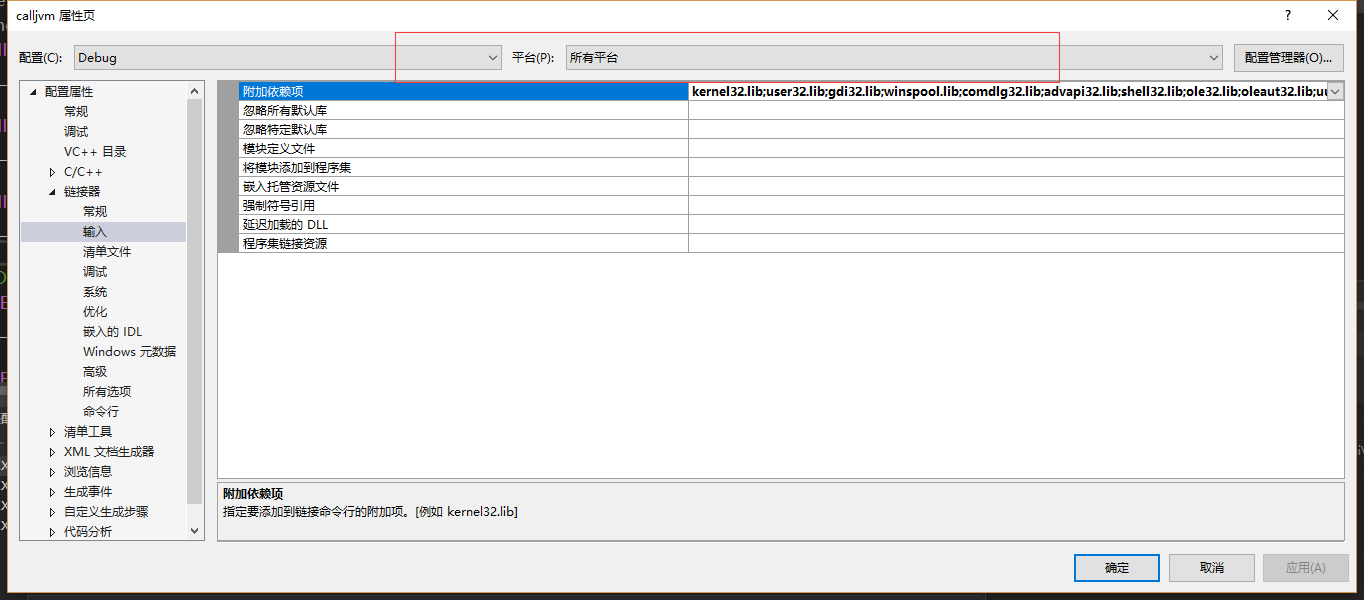 calljvm 属性页
?
配置(C):
Debug
平台(P):
所有平台
配置管理器(O)...
配置属性
常规
调试
VC++ 目录
C/C++
链接器
常规
输入
清单文件
调试
系统
优化
嵌入的 IDL
Windows 元数据
高级
所有选项
命令行
清单工具
XML 文档生成器
浏览信息
生成事件
自定义生成步骤
代码分析
附加依赖项 kernel32.lib;user32.lib;gdi32.lib;winspool.lib;comdlg32.lib;advapi32.lib;shell32.lib;ole32.lib;oleaut32.lib;
忽略所有默认库
忽略特定默认库
模块定义文件
将模块添加到程序集
嵌入托管资源文件
强制符号引用
延迟加载的 DLL
程序集链接资源
附加依赖项
指定要添加到链接命令行的附加项。[例如 kernel32.lib]
确定
取消
应用(A)